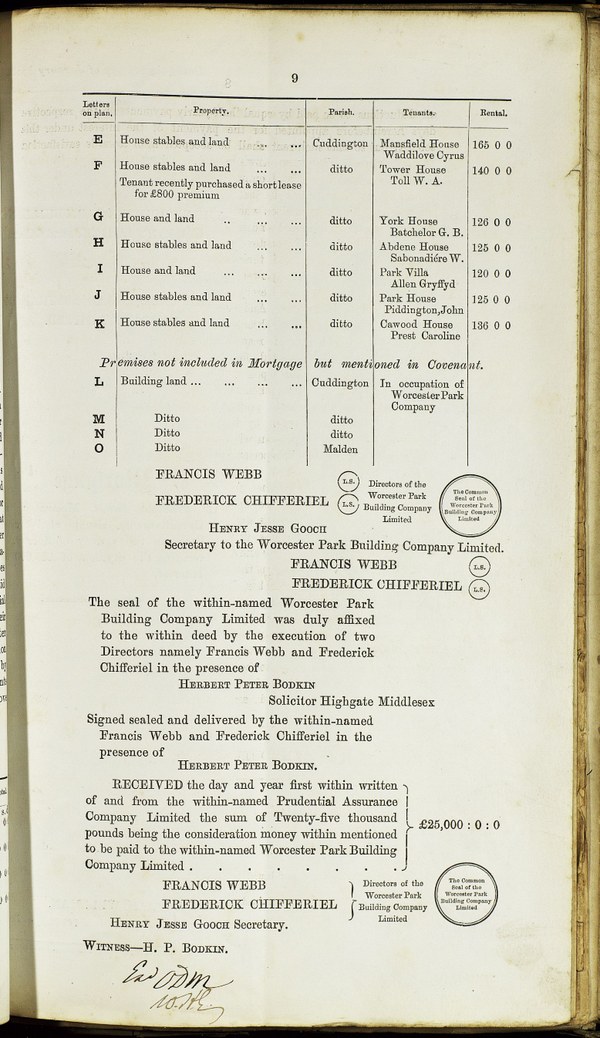 9
Letters on plan. Property. Parish. Tenants. Rental.
E House stables and land ... ... Cuddington Mansfield House 165 0 0
Waddilove Cyrus
F House stables and land ... ... ditto Tower House 140 0 0
Tenant recently purchased a short lease Toll W. A.
for £800 premium
G House and land .. ... ... ditto York House 126 0 0
Batchelor G. B.
H House stables and land ... ... ditto Abdene House 125 0 0
Sabonadiére W.
I House and land ... ... ... ditto Park Villa 120 0 0
Allen Gryffyd
J House stables and land ... ... ditto Park House 125 0 0
Piddington, John
K House stables and land ... ... ditto Cawood House 136 0 0
Prest Caroline
Premises not included in Mortgage but mentioned in Covenant.
L Building land ... ... ... ... Cuddington In occupation of
Worcester Park
Company
M Ditto ditto
N Ditto ditto
O Ditto Malden
FRANCIS WEBB L.S. Directors of the
FREDERICK CHIFFERIEL L.S. Worcester Park
Building Company
Limited
The Common
Seal of the
Worcester Park
Building Company
Limited
HENRY JESSE GOOCH
Secretary to the Worcester Park Building Company Limited.
FRANCIS WEBB L.S.
FREDERICK CHIFFERIEL L.S.
The seal of the within-named Worcester Park
Building Company Limited was duly affixed
to the within deed by the execution of two
Directors namely Francis Webb and Frederick
Chifferiel in the presence of
HERBERT PETER BODKIN
Solicitor Highgate Middlesex
Signed sealed and delivered by the within-named
Francis Webb and Frederick Chifferiel in the
presence of
HERBERT PETER BODKIN.
RECEIVED the day and year first within written
of and from the within-named Prudential Assurance
Company Limited the sum of Twenty-five thousand £25,000 : 0 : 0
pounds being the consideration money within mentioned
to be paid to the within-named Worcester Park Building
Company Limited . . . . . . . .
FRANCIS WEBB Directors of the
FREDERICK CHIFFERIEL Worcester Park
Building Company
Limited
The Common
Seal of the
Worcester Park
Building Company
Limited
HENRY JESSE GOOCH Secretary.
WITNESS—H. P. BODKIN.